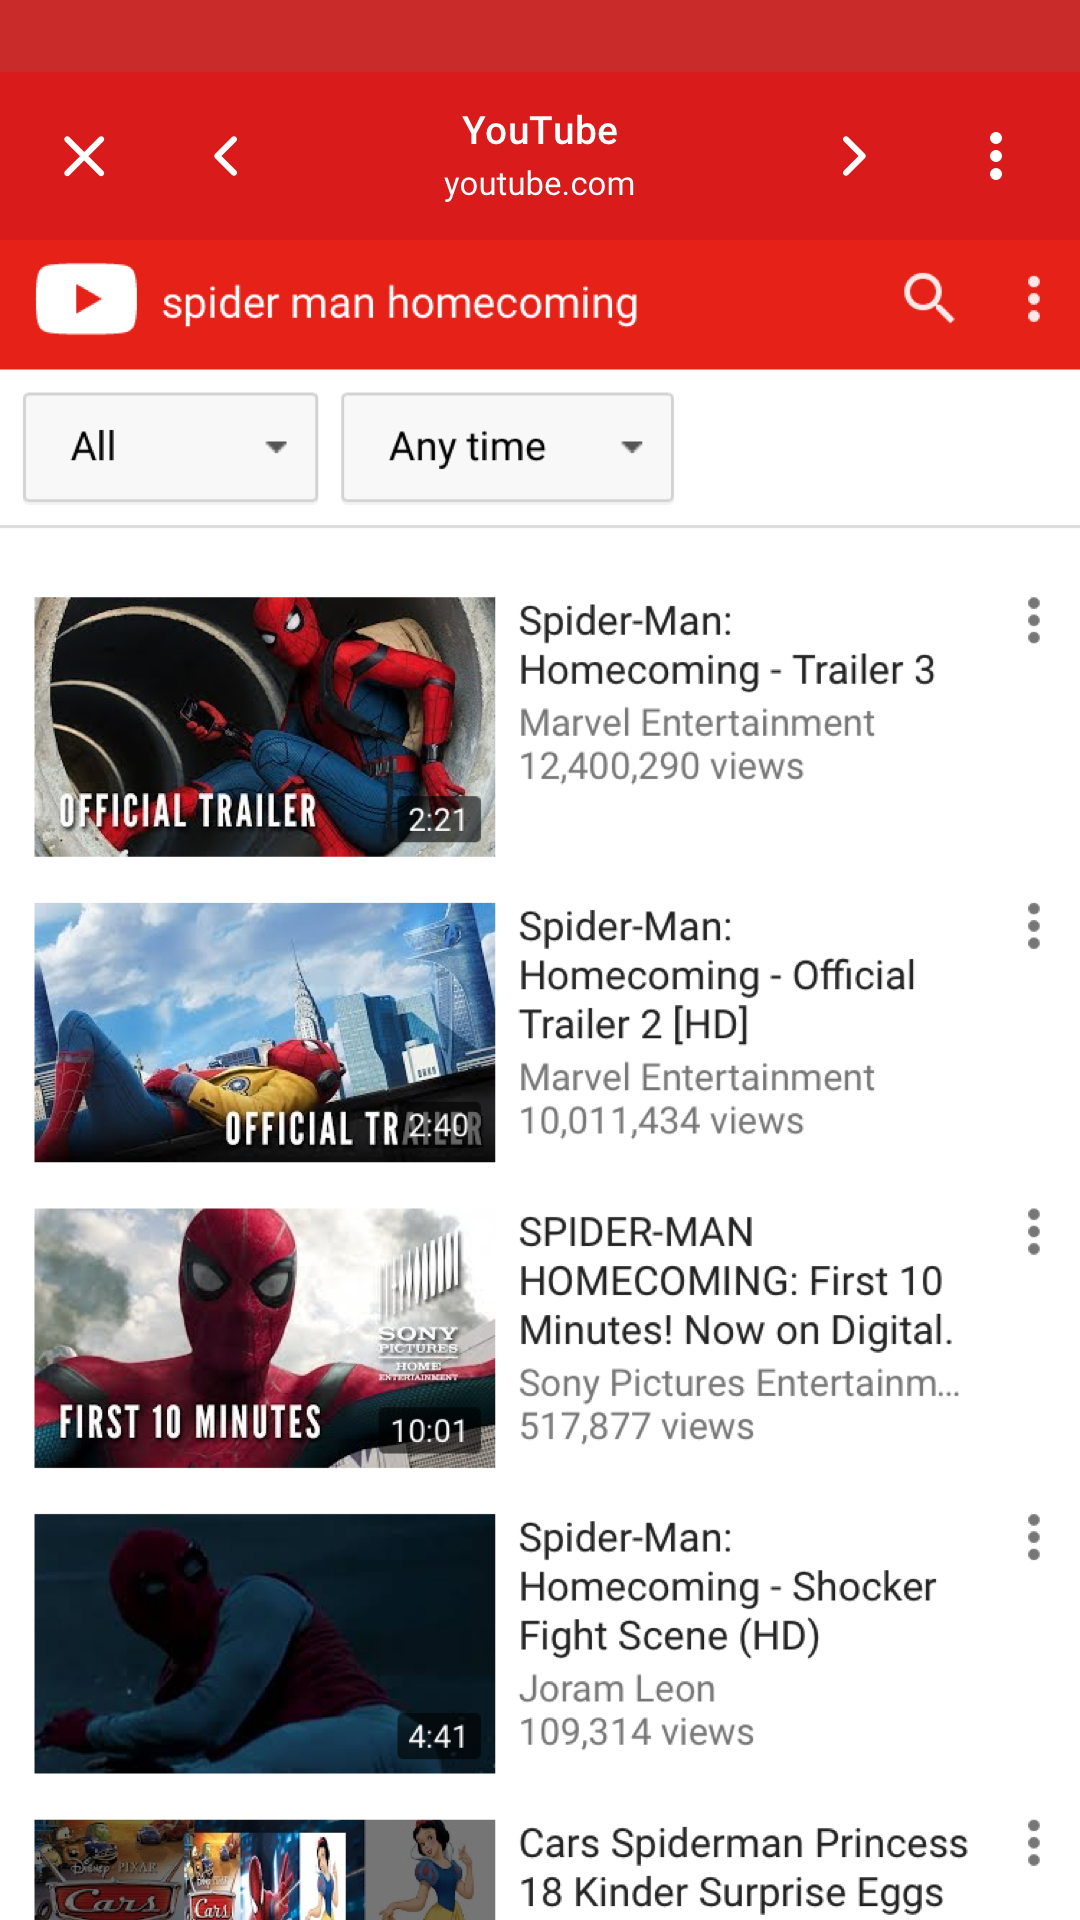 YouTube
youtube.com
spider man homecoming
All
Any time
OFFICIAL TRAILER
2:21
Spider-Man:
Homecoming - Trailer 3
Marvel Entertainment
12,400,290 views
OFFICIAL TRAILER
2:40
Spider-Man:
Homecoming - Official
Trailer 2 [HD]
Marvel Entertainment
10,011,434 views
SONY
PICTURES
HOME
ENTERTAINMENT
FIRST 10 MINUTES
10:01
SPIDER-MAN
HOMECOMING: First 10
Minutes! Now on Digital.
Sony Pictures Entertainm...
517,877 views
4:41
Spider-Man:
Homecoming - Shocker
Fight Scene (HD)
Joram Leon
109,314 views
Disney PIXAR
Cars
Cars
Cars Spiderman Princess
18 Kinder Surprise Eggs